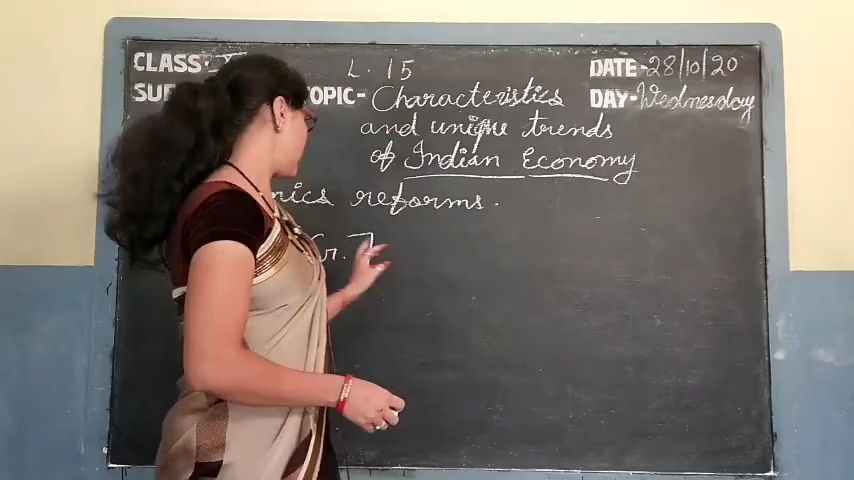 CLASS:
L. 15
DATE-28/10/20
TOPIC- Characteristics
DAY-Wednesday
and unique trends
of Indian Economy
reforms.